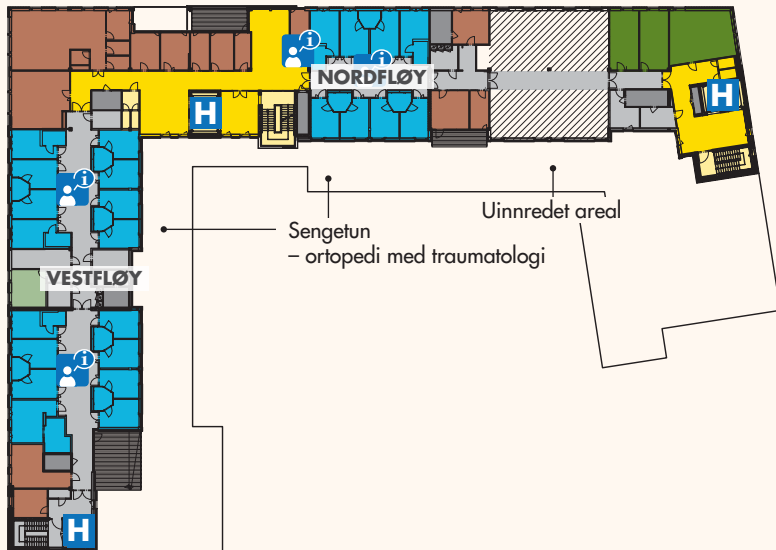 i
i
NORDFLØY
H
H
i
Uinnredet areal
Sengetun
– ortopedi med traumatologi
VESTFLØY
i
H